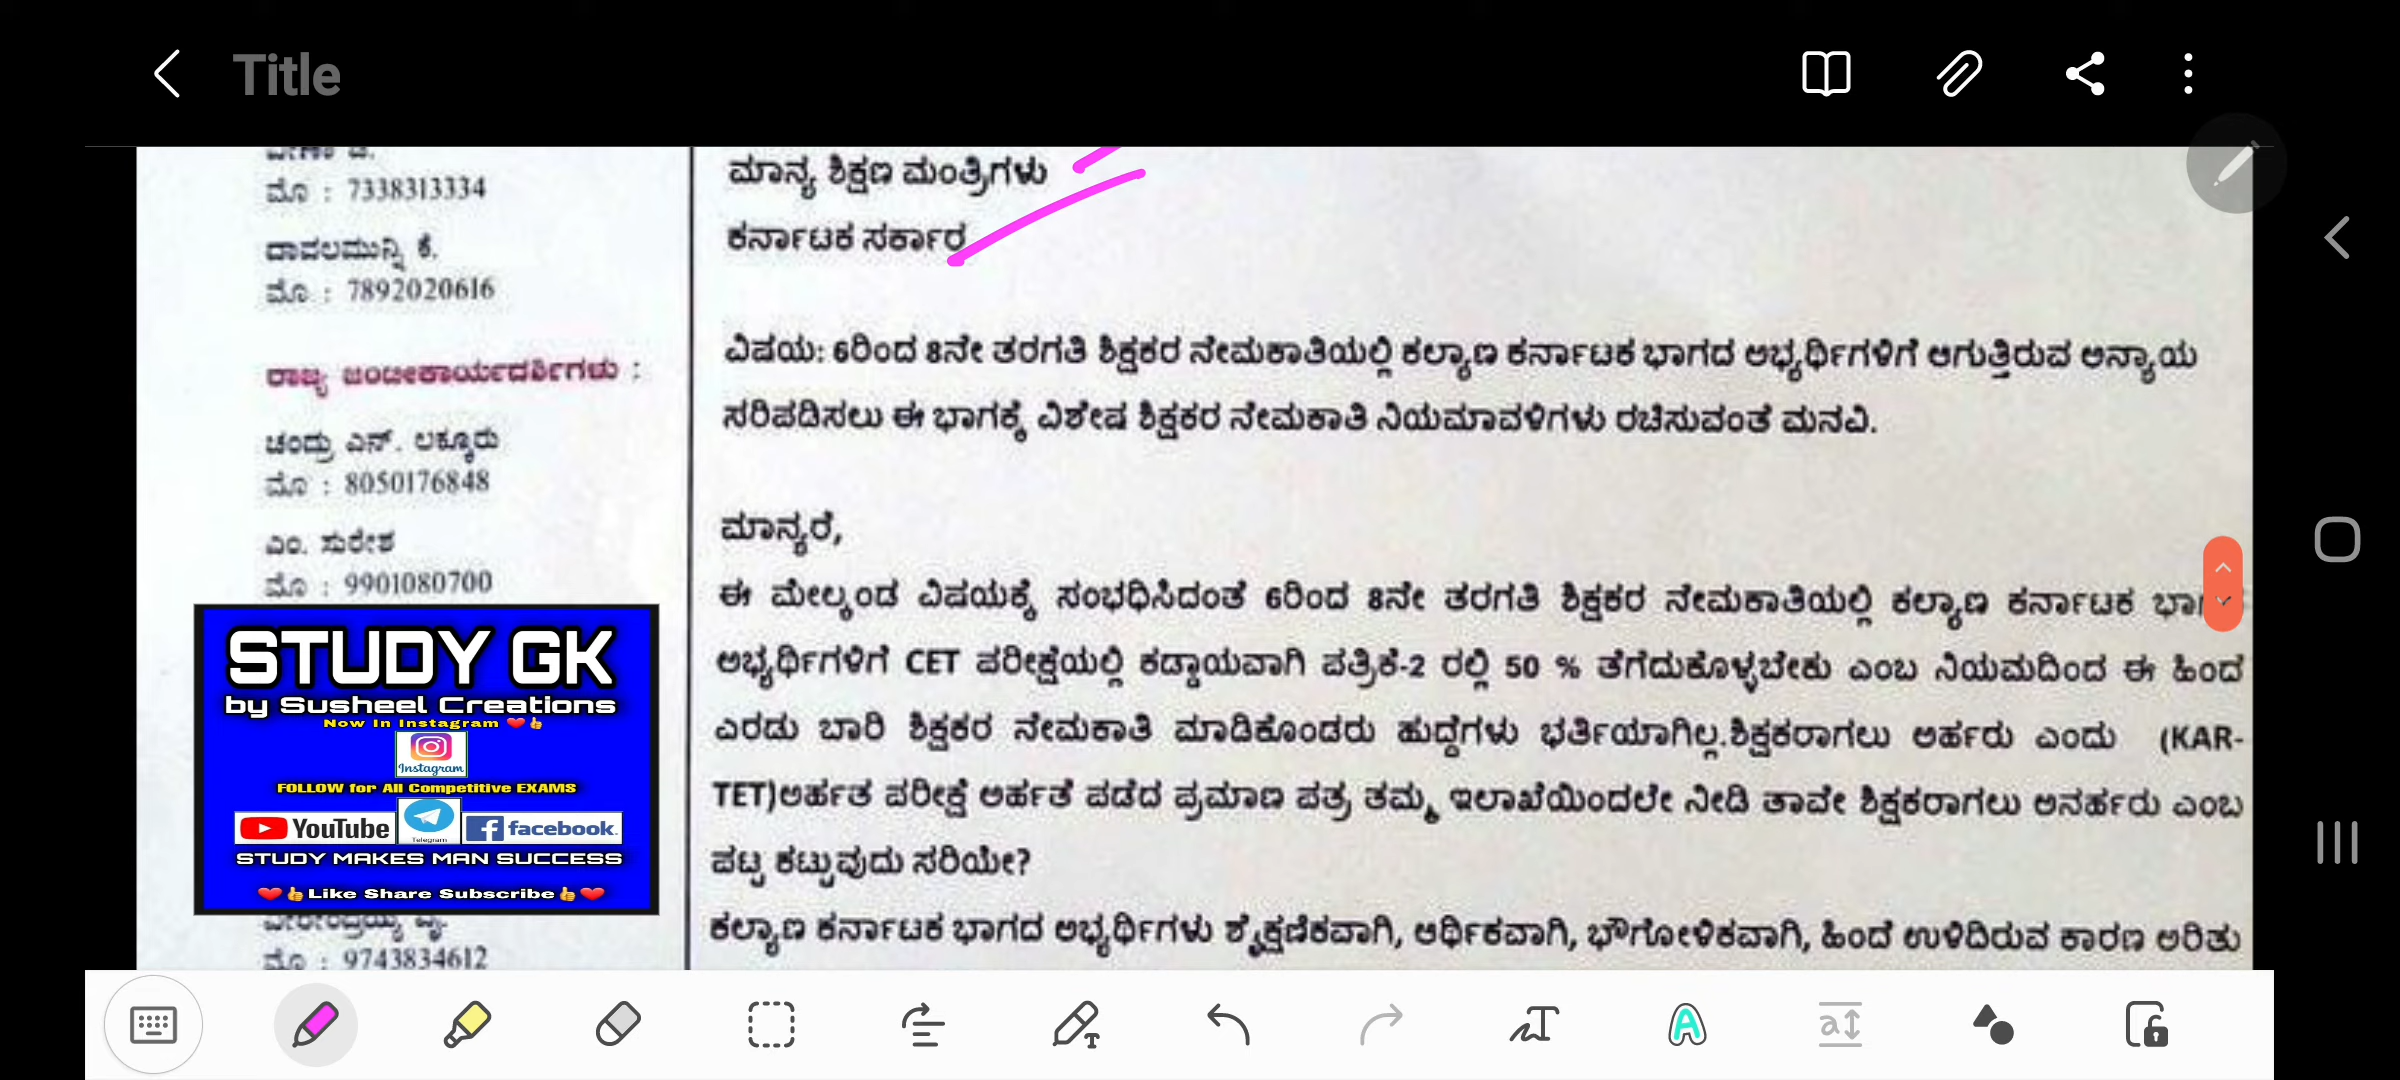 Title
ಮೊ : 7338313334
ದಾವಲಮುನ್ನಿ ಕೆ.
ಮೊ : 7892020616
ರಾಜ್ಯ ಜಂಟೀಕಾರ್ಯದರ್ಶಿಗಳು :
ಚಂದ್ರು ಎನ್. ಲಕ್ಕೂರು
ಮೊ : 8050176848
ಎಂ. ಸುರೇಶ
ಮೊ : 9901080700
STUDY GK
by Susheel Creations
Now In Instagram
Instagram
FOLLOW for All Competitive EXAMS
YouTube
Telegram
facebook.
STUDY MAKES MAN SUCCESS
Like Share Subscribe
ಮೊ : 9743834612
ಮಾನ್ಯ ಶಿಕ್ಷಣ ಮಂತ್ರಿಗಳು
ಕರ್ನಾಟಕ ಸರ್ಕಾರ
ವಿಷಯ: 6ರಿಂದ 8ನೇ ತರಗತಿ ಶಿಕ್ಷಕರ ನೇಮಕಾತಿಯಲ್ಲಿ ಕಲ್ಯಾಣ ಕರ್ನಾಟಕ ಭಾಗದ ಅಭ್ಯರ್ಥಿಗಳಿಗೆ ಆಗುತ್ತಿರುವ ಅನ್ಯಾಯ
ಸರಿಪಡಿಸಲು ಈ ಭಾಗಕ್ಕೆ ವಿಶೇಷ ಶಿಕ್ಷಕರ ನೇಮಕಾತಿ ನಿಯಮಾವಳಿಗಳು ರಚಿಸುವಂತೆ ಮನವಿ.
ಮಾನ್ಯರೆ,
ಈ ಮೇಲ್ಕಂಡ ವಿಷಯಕ್ಕೆ ಸಂಭಧಿಸಿದಂತೆ 6ರಿಂದ 8ನೇ ತರಗತಿ ಶಿಕ್ಷಕರ ನೇಮಕಾತಿಯಲ್ಲಿ ಕಲ್ಯಾಣ ಕರ್ನಾಟಕ
ಅಭ್ಯರ್ಥಿಗಳಿಗೆ CET ಪರೀಕ್ಷೆಯಲ್ಲಿ ಕಡ್ಡಾಯವಾಗಿ ಪತ್ರಿಕೆ-2 ರಲ್ಲಿ 50 % ತೆಗೆದುಕೊಳ್ಳಬೇಕು ಎಂಬ ನಿಯಮದಿಂದ ಈ ಹಿಂದೆ
ಎರಡು ಬಾರಿ ಶಿಕ್ಷಕರ ನೇಮಕಾತಿ ಮಾಡಿಕೊಂಡರು ಹುದ್ದೆಗಳು ಭರ್ತಿಯಾಗಿಲ್ಲ.ಶಿಕ್ಷಕರಾಗಲು ಅರ್ಹರು ಎಂದು (KAR-
TET)ಅರ್ಹತ ಪರೀಕ್ಷೆ ಅರ್ಹತೆ ಪಡೆದ ಪ್ರಮಾಣ ಪತ್ರ ತಮ್ಮ ಇಲಾಖೆಯಿಂದಲೇ ನೀಡಿ ತಾವೇ ಶಿಕ್ಷಕರಾಗಲು ಅನರ್ಹರು ಎಂಬ
ಪಟ್ಟ ಕಟ್ಟುವುದು ಸರಿಯೇ?
ಕಲ್ಯಾಣ ಕರ್ನಾಟಕ ಭಾಗದ ಅಭ್ಯರ್ಥಿಗಳು ಶೈಕ್ಷಣಿಕವಾಗಿ, ಆರ್ಥಿಕವಾಗಿ, ಭೌಗೋಳಿಕವಾಗಿ, ಹಿಂದೆ ಉಳಿದಿರುವ ಕಾರಣ ಅರಿತು